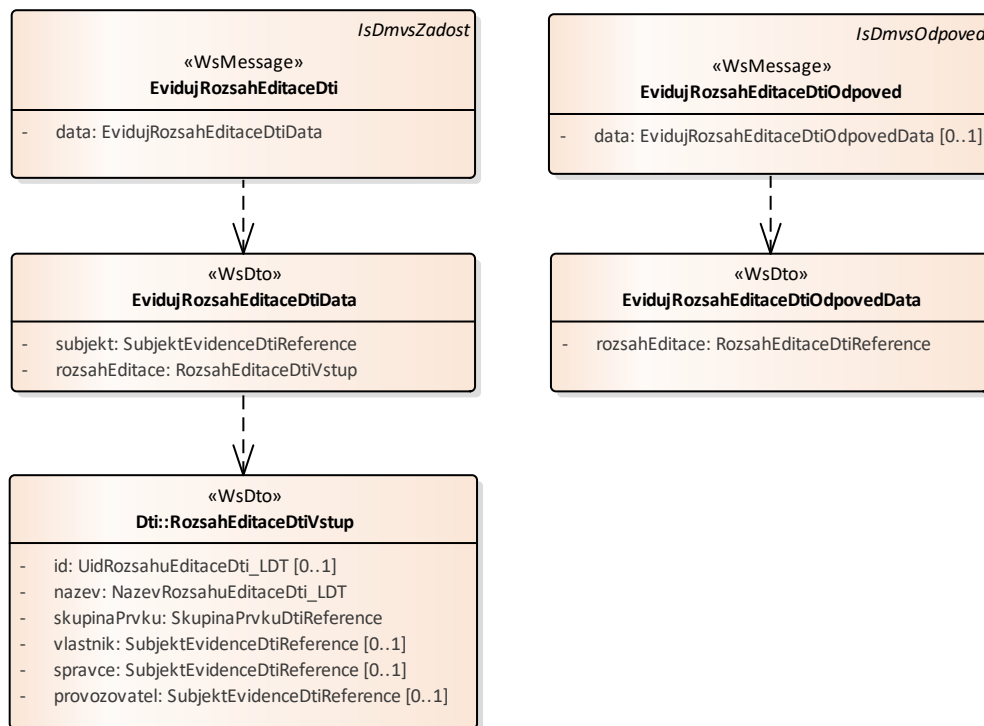 IsDmvsZadost
«WsMessage»
EvidujRozsahEditaceDti
- data: EvidujRozsahEditaceDtiData
IsDmvsOdpoved
«WsMessage»
EvidujRozsahEditaceDtiOdpoved
- data: EvidujRozsahEditaceDtiOdpovedData [0..1]
«WsDto»
EvidujRozsahEditaceDtiData
- subjekt: SubjektEvidenceDtiReference
- rozsahEditace: RozsahEditaceDtiVstup
«WsDto»
EvidujRozsahEditaceDtiOdpovedData
- rozsahEditace: RozsahEditaceDtiReference
«WsDto»
Dti::RozsahEditaceDtiVstup
- id: UidRozsahuEditaceDti_LDT [0..1]
- nazev: NazevRozsahuEditaceDti_LDT
- skupinaPrvku: SkupinaPrvkuDtiReference
- vlastnik: SubjektEvidenceDtiReference [0..1]
- spravce: SubjektEvidenceDtiReference [0..1]
- provozovatel: SubjektEvidenceDtiReference [0..1]